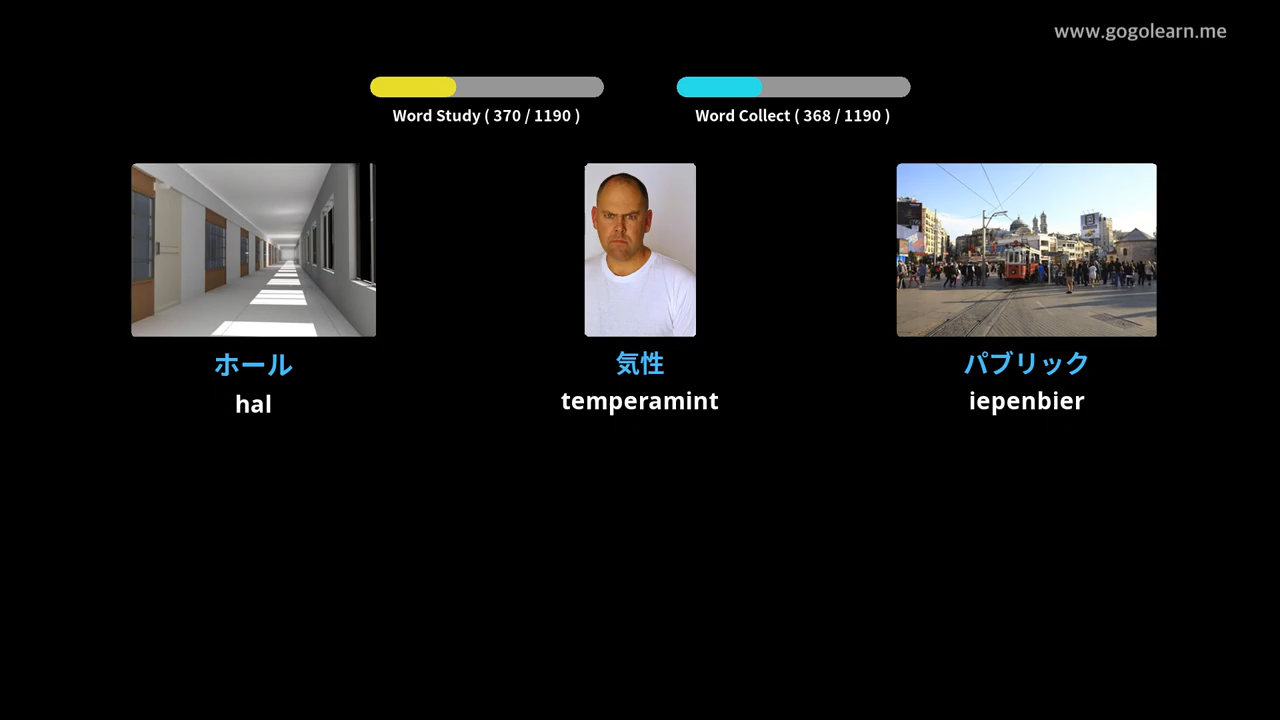 www.gogolearn.me
Word Study ( 370 / 1190 )
Word Collect ( 368 / 1190 )
ホール
気性
パブリック
hal
temperamint
iepenbier